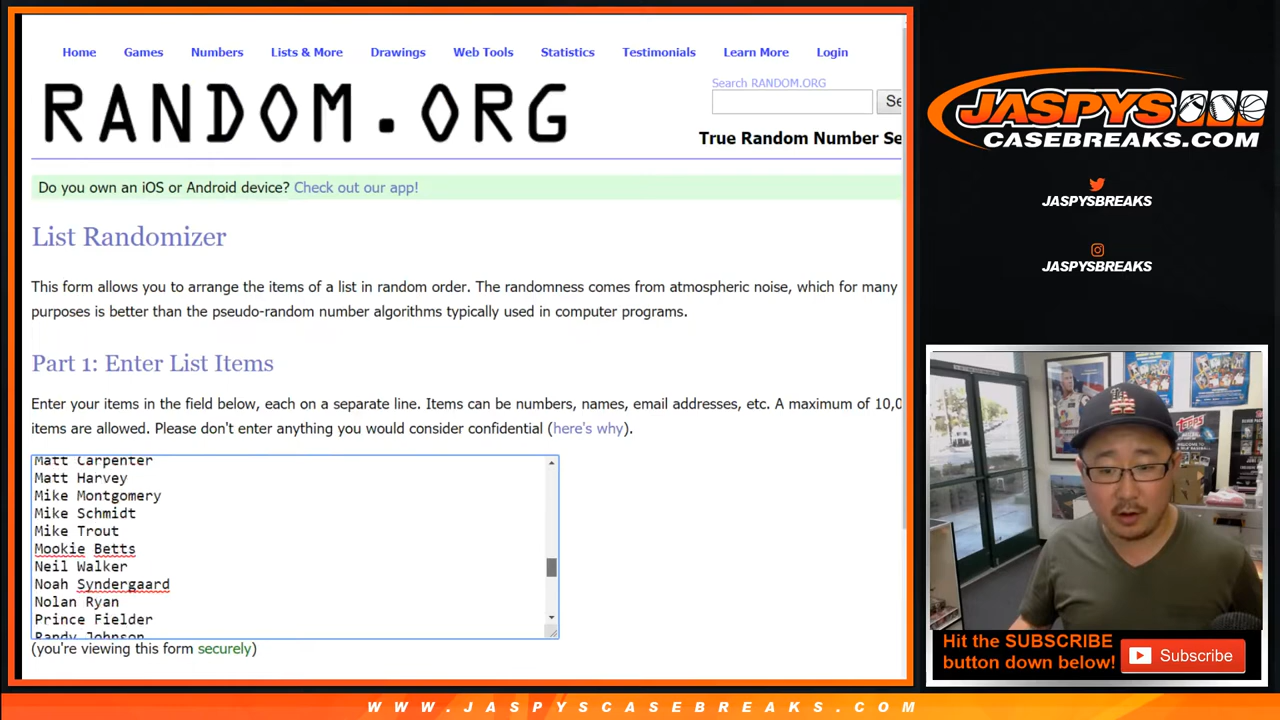 Home Games Numbers Lists & More Drawings Web Tools Statistics Testimonials Learn More Login
RANDOM.ORG
Search RANDOM.ORG
Se
True Random Number Se
Do you own an iOS or Android device? Check out our app!
List Randomizer
This form allows you to arrange the items of a list in random order. The randomness comes from atmospheric noise, which for many
purposes is better than the pseudo-random number algorithms typically used in computer programs.
Part 1: Enter List Items
Enter your items in the field below, each on a separate line. Items can be numbers, names, email addresses, etc. A maximum of 10,0
items are allowed. Please don't enter anything you would consider confidential (here's why).
Matt Carpenter
Matt Harvey
Mike Montgomery
Mike Schmidt
Mike Trout
Mookie Betts
Neil Walker
Noah Syndergaard
Nolan Ryan
Prince Fielder
Randy Johnson
(you're viewing this form securely)
JASPYS
CASEBREAKS.COM
JASPYSBREAKS
JASPYSBREAKS
TOPPS
Hit the SUBSCRIBE
button down below!
Subscribe
WWW.JASPYSCASEBREAKS.COM